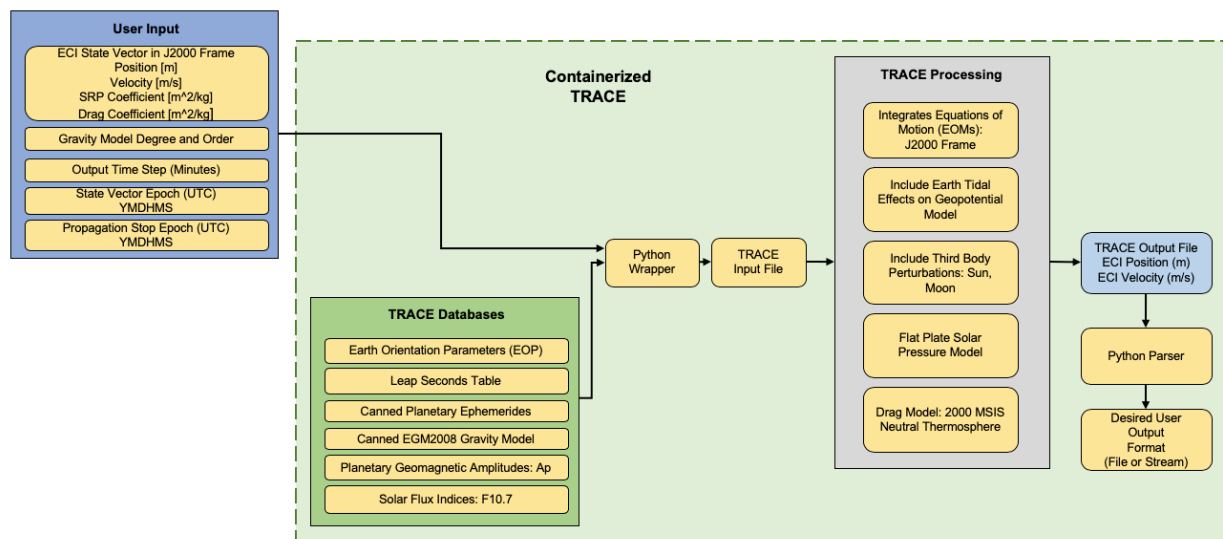 User Input
ECI State Vector in J2000 Frame
Position [m]
Velocity [m/s]
SRP Coefficient [m^2/kg]
Drag Coefficient [m^2/kg]
Gravity Model Degree and Order
Output Time Step (Minutes)
State Vector Epoch (UTC)
YMDHMS
Propagation Stop Epoch (UTC)
YMDHMS
Containerized
TRACE
TRACE Databases
Earth Orientation Parameters (EOP)
Leap Seconds Table
Canned Planetary Ephemerides
Canned EGM2008 Gravity Model
Planetary Geomagnetic Amplitudes: Ap
Solar Flux Indices: F10.7
Python
Wrapper
TRACE
Input File
TRACE Processing
Integrates Equations of
Motion (EOMs):
J2000 Frame
Include Earth Tidal
Effects on Geopotential
Model
Include Third Body
Perturbations: Sun,
Moon
Flat Plate Solar
Pressure Model
Drag Model: 2000 MSIS
Neutral Thermosphere
TRACE Output File
ECI Position (m)
ECI Velocity (m/s)
Python Parser
Desired User
Output
Format
(File or Stream)